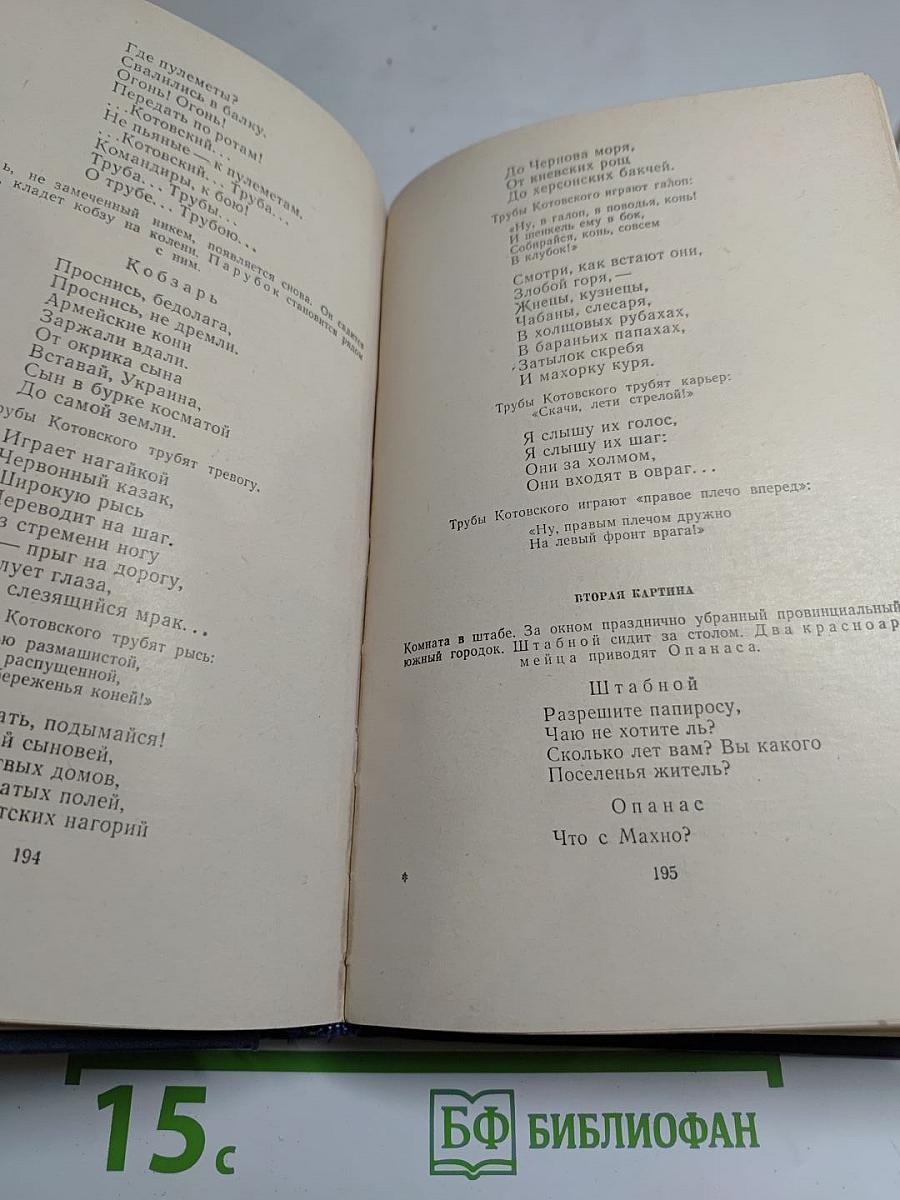 Где пулеметы?
Свалились в балку.
Огонь! Огонь!
Передать по ротам!
...Котовский...
Не пьяные — к пулеметам.
...Котовский... Труба...
Командиры, к бою!
Труба... Трубы...
О трубе... Трубою...
ь, не замеченный никем, появляется снова. Он садится
, кладет кобзу на колени. Парубок становится рядом
с ним.
Кобзарь
Проснись, бедолага,
Проснись, не дремли.
Армейские кони
Заржали вдали.
От окрика сына
Вставай, Украина,
Сын в бурке косматой
До самой земли.
рубы Котовского трубят тревогу.
Играет нагайкой
Червонный казак,
Широкую рысь
Переводит на шаг.
з стремени ногу
— прыг на дорогу,
лует глаза,
слезящийся мрак...
Котовского трубят рысь:
ю размашистой,
распущенной,
береженья коней!»
ать, подымайся!
й сыновей,
твых домов,
атых полей,
тских нагорий
194
До Чернова моря,
От киевских рощ
До херсонских бакчей.
Трубы Котовского играют галоп:
«Ну, в галоп, в поводья, конь!
И шенкель ему в бок,
Собирайся, конь, совсем
В клубок!»
Смотри, как встают они,
Злобой горя,—
Жнецы, кузнецы,
Чабаны, слесаря,
В холщовых рубахах,
В бараньих папахах,
Затылок скребя
И махорку куря.
Трубы Котовского трубят карьер:
«Скачи, лети стрелой!»
Я слышу их голос,
Я слышу их шаг:
Они за холмом,
Они входят в овраг...
Трубы Котовского играют «правое плечо вперед»:
«Ну, правым плечом дружно
На левый фронт врага!»
ВТОРАЯ КАРТИНА
Комната в штабе. За окном празднично убранный провинциальный
южный городок. Штабной сидит за столом. Два красноар
мейца приводят Опанаса.
Штабной
Разрешите папиросу,
Чаю не хотите ль?
Сколько лет вам? Вы какого
Поселенья житель?
Опанас
Что с Махно?
*
195
15 с
БФ БИБЛИОФАН